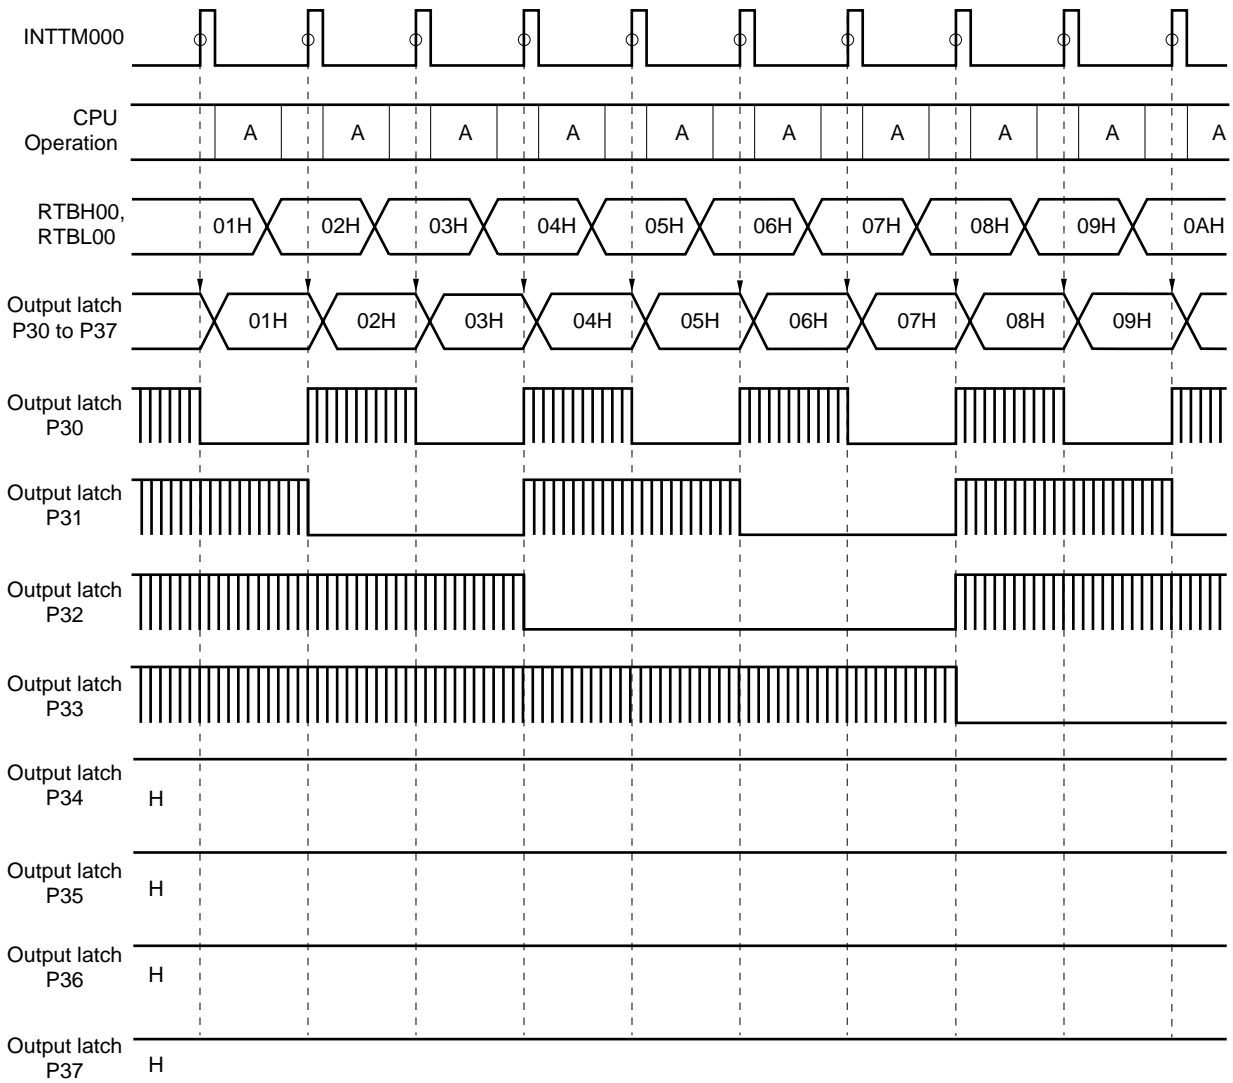 INTTM000
CPU
Operation
A A A A A A A A A A
RTBH00,
RTBL00
01H 02H 03H 04H 05H 06H 07H 08H 09H 0AH
Output latch
P30 to P37
01H 02H 03H 04H 05H 06H 07H 08H 09H
Output latch
P30
Output latch
P31
Output latch
P32
Output latch
P33
Output latch
P34
H
Output latch
P35
H
Output latch
P36
H
Output latch
P37
H